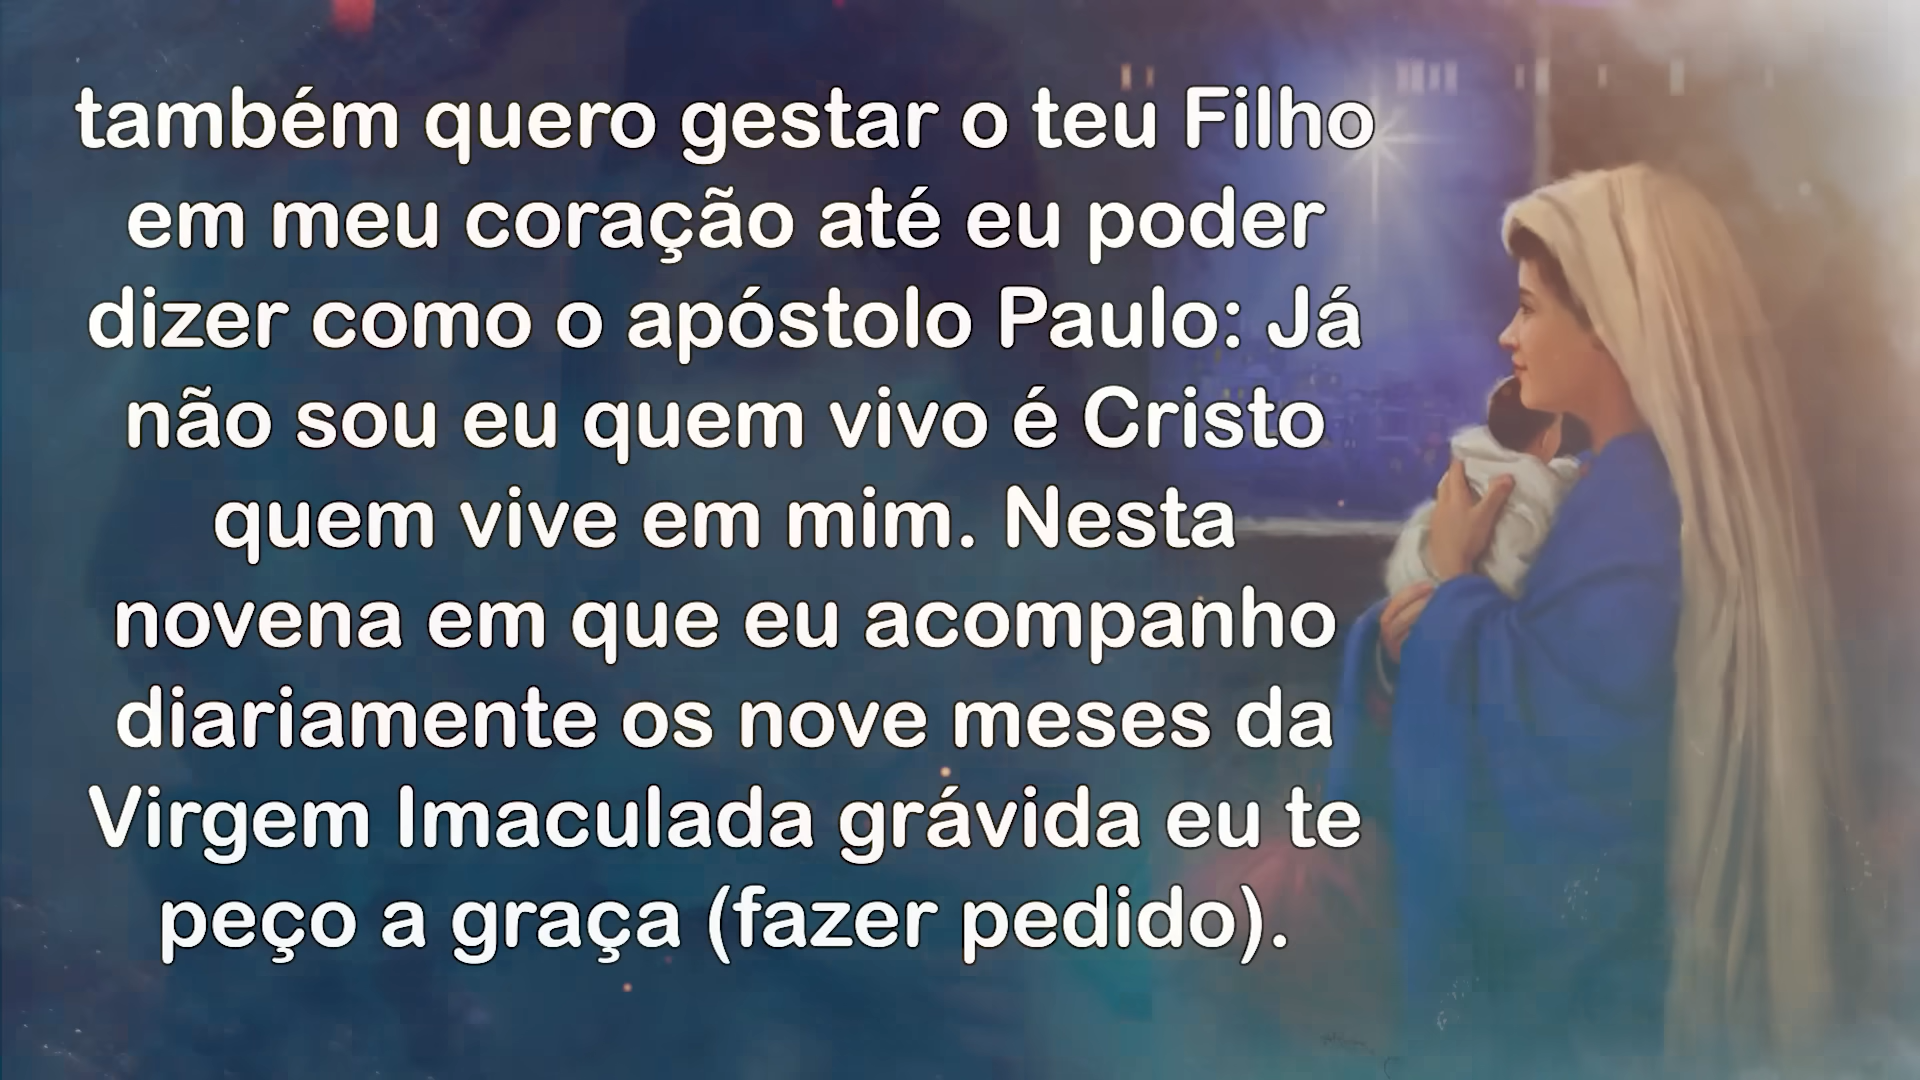 também quero gestar o teu Filho
em meu coração até eu poder
dizer como o apóstolo Paulo: Já
não sou eu quem vivo é Cristo
quem vive em mim. Nesta
novena em que eu acompanho
diariamente os nove meses da
Virgem Imaculada grávida eu te
peço a graça (fazer pedido).